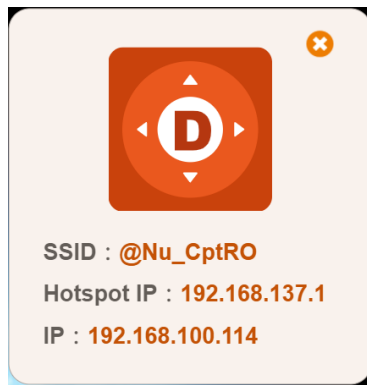 D
SSID : @Nu_CptRO
Hotspot IP : 192.168.137.1
IP : 192.168.100.114